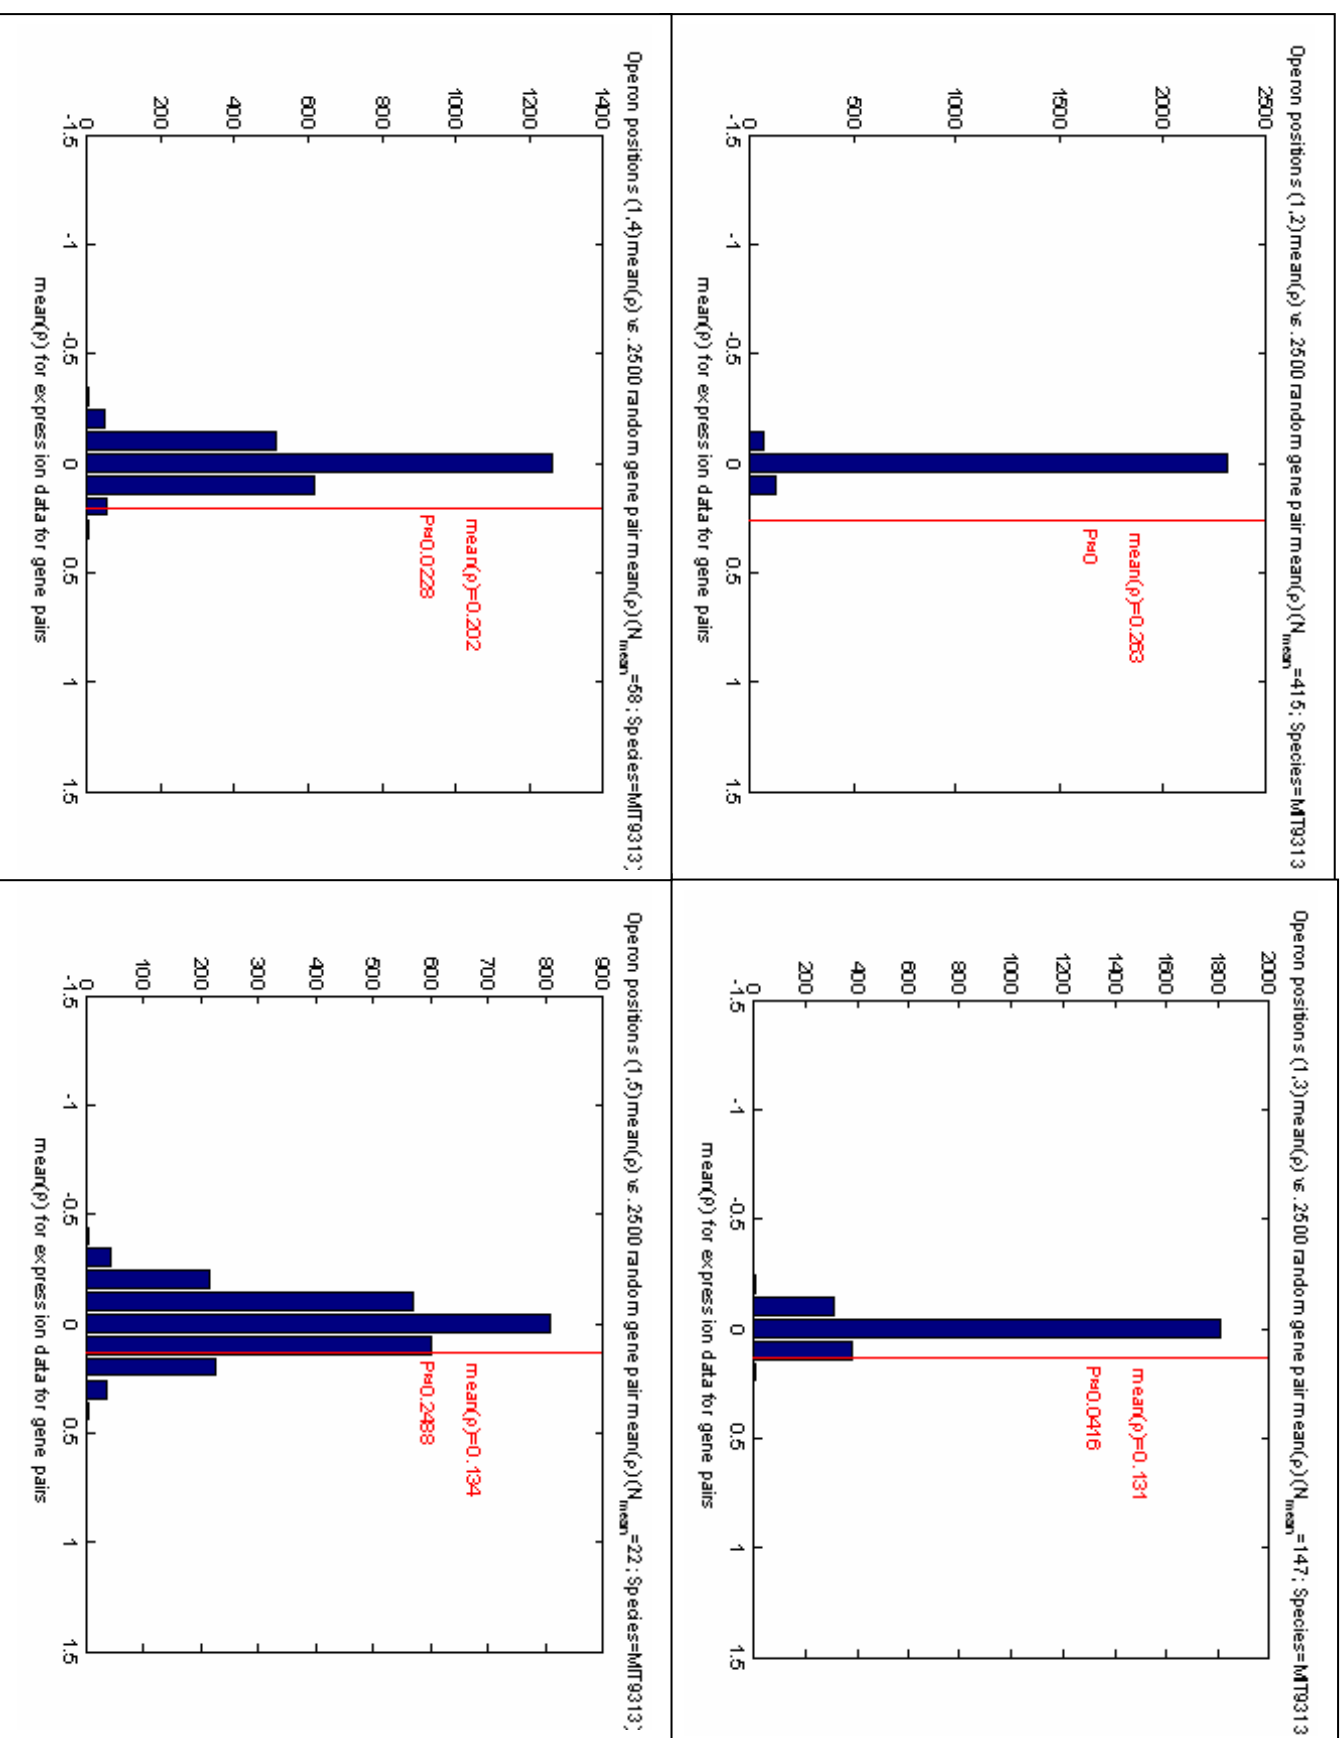 Operon positions (1,2) mean(ρ) vs. 2500 random gene pair mean(ρ) (Nmean=415; Species=MIT9313
2500
2000
1500
1000
500
0
mean(ρ)=0.263
P≈0
-1.5 -1 -0.5 0 0.5 1 1.5
mean(ρ) for expression data for gene pairs
Operon positions (1,3) mean(ρ) vs. 2500 random gene pair mean(ρ) (Nmean=147; Species=MIT9313
2000
1800
1600
1400
1200
1000
800
600
400
200
0
mean(ρ)=0.131
P≈0.0416
-1.5 -1 -0.5 0 0.5 1 1.5
mean(ρ) for expression data for gene pairs
Operon positions (1,4) mean(ρ) vs. 2500 random gene pair mean(ρ) (Nmean=58; Species=MIT9313)
1400
1200
1000
800
600
400
200
0
mean(ρ)=0.202
P≈0.0228
-1.5 -1 -0.5 0 0.5 1 1.5
mean(ρ) for expression data for gene pairs
Operon positions (1,5) mean(ρ) vs. 2500 random gene pair mean(ρ) (Nmean=22; Species=MIT9313)
900
800
700
600
500
400
300
200
100
0
mean(ρ)=0.134
P≈0.2488
-1.5 -1 -0.5 0 0.5 1 1.5
mean(ρ) for expression data for gene pairs